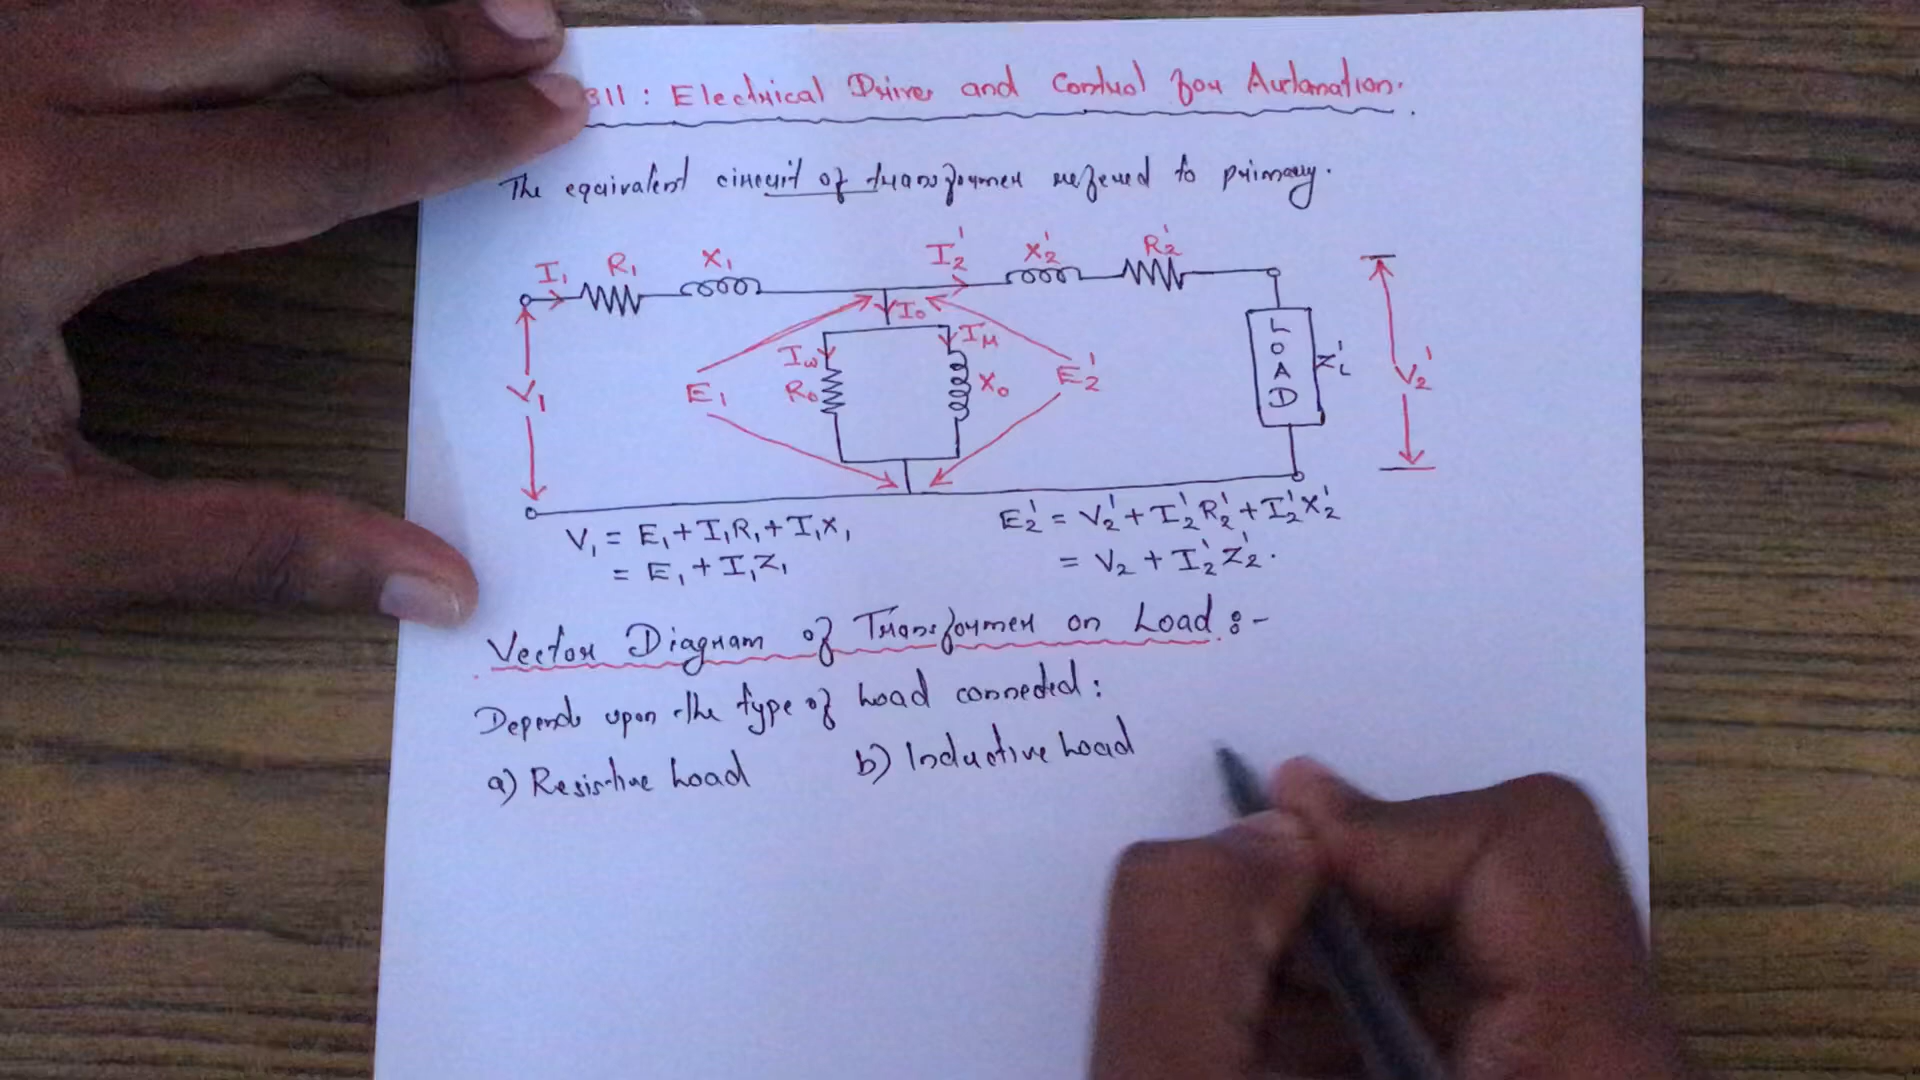 311: Electrical Drives and Control for Automation.
The equivalent circuit of transformer referred to primary.
I₁ R₁ X₁ I₂' X₂' R₂'
I₀
Iω R₀ Iμ X₀
V₁ E₁ E₂' LOAD Z'L V₂'
V₁ = E₁ + I₁R₁ + I₁X₁
= E₁ + I₁Z₁
E₂' = V₂' + I₂'R₂' + I₂'X₂'
= V₂ + I₂'Z₂'.
Vector Diagram of Transformer on Load :-
Depends upon the type of Load connected :
a) Resistive Load b) Inductive Load